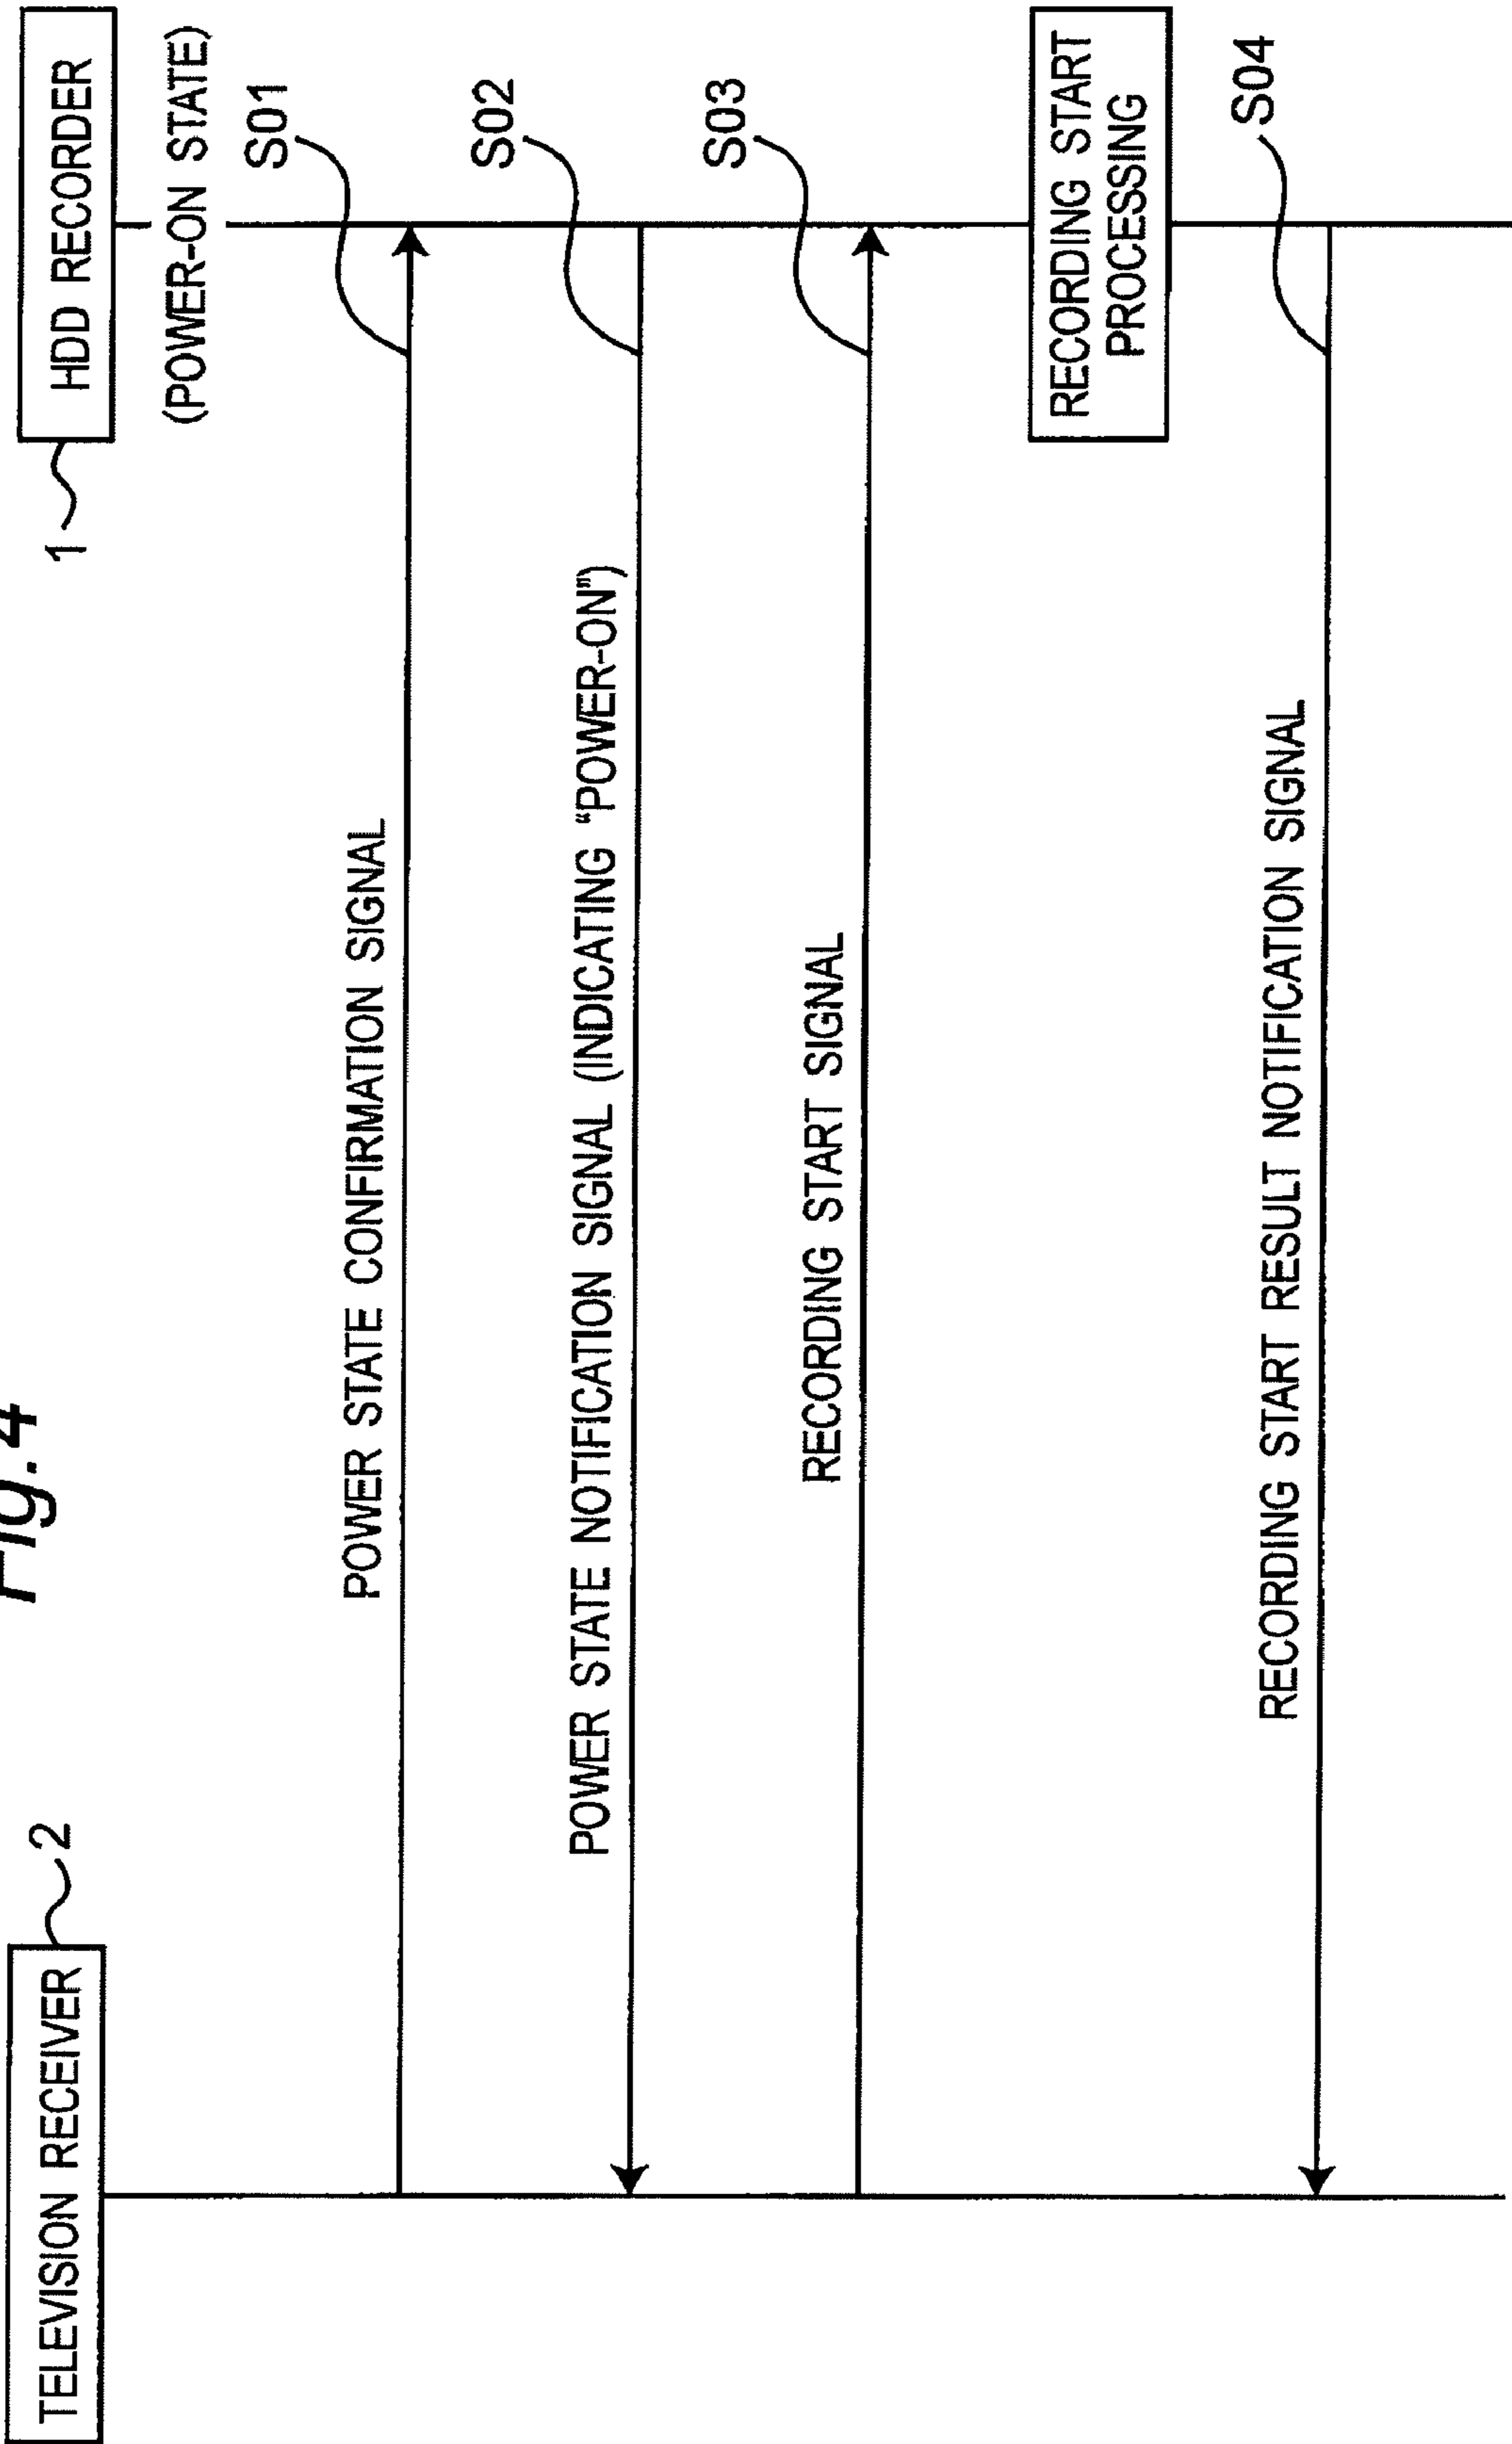 Fig.4
TELEVISION RECEIVER
2
1
HDD RECORDER
(POWER-ON STATE)
POWER STATE CONFIRMATION SIGNAL
S01
POWER STATE NOTIFICATION SIGNAL (INDICATING "POWER-ON")
S02
RECORDING START SIGNAL
S03
RECORDING START
PROCESSING
RECORDING START RESULT NOTIFICATION SIGNAL
S04